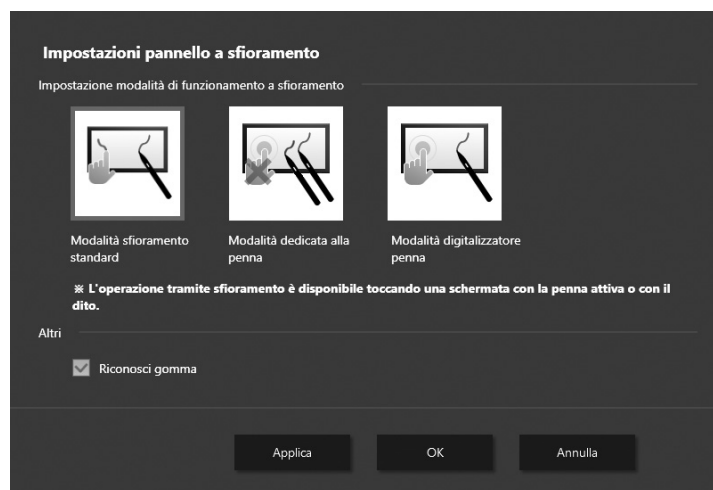 Impostazioni pannello a sfioramento
Impostazione modalità di funzionamento a sfioramento
Modalità sfioramento
standard
Modalità dedicata alla
penna
Modalità digitalizzatore
penna
※ L'operazione tramite sfioramento è disponibile toccando una schermata con la penna attiva o con il
dito.
Altri
Riconosci gomma
Applica
OK
Annulla